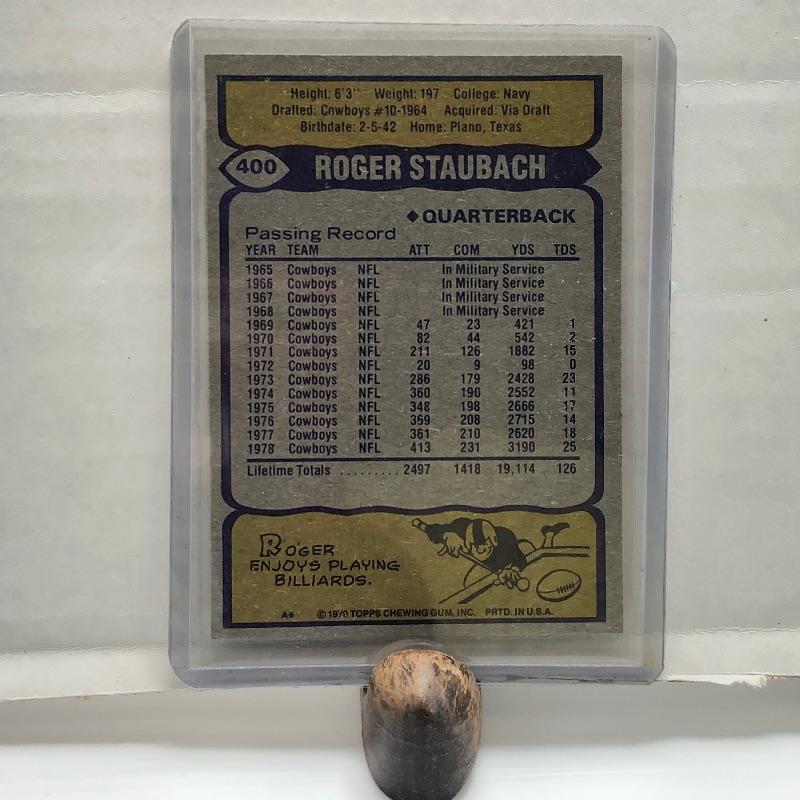 Height: 6'3" Weight: 197 College: Navy
Drafted: Cowboys #10-1964 Acquired: Via Draft
Birthdate: 2-5-42 Home: Plano, Texas
400 ROGER STAUBACH
◆QUARTERBACK
Passing Record
YEAR TEAM ATT COM YDS TDS
1965 Cowboys NFL In Military Service
1966 Cowboys NFL In Military Service
1967 Cowboys NFL In Military Service
1968 Cowboys NFL In Military Service
1969 Cowboys NFL 47 23 421 1
1970 Cowboys NFL 82 44 542 2
1971 Cowboys NFL 211 126 1882 15
1972 Cowboys NFL 20 9 98 0
1973 Cowboys NFL 286 179 2428 23
1974 Cowboys NFL 360 190 2552 11
1975 Cowboys NFL 348 198 2666 17
1976 Cowboys NFL 369 208 2715 14
1977 Cowboys NFL 361 210 2620 18
1978 Cowboys NFL 413 231 3190 25
Lifetime Totals ......... 2497 1418 19,114 126
ROGER
ENJOYS PLAYING
BILLIARDS.
A* © TOPPS CHEWING GUM, INC. PRTD. IN U.S.A.